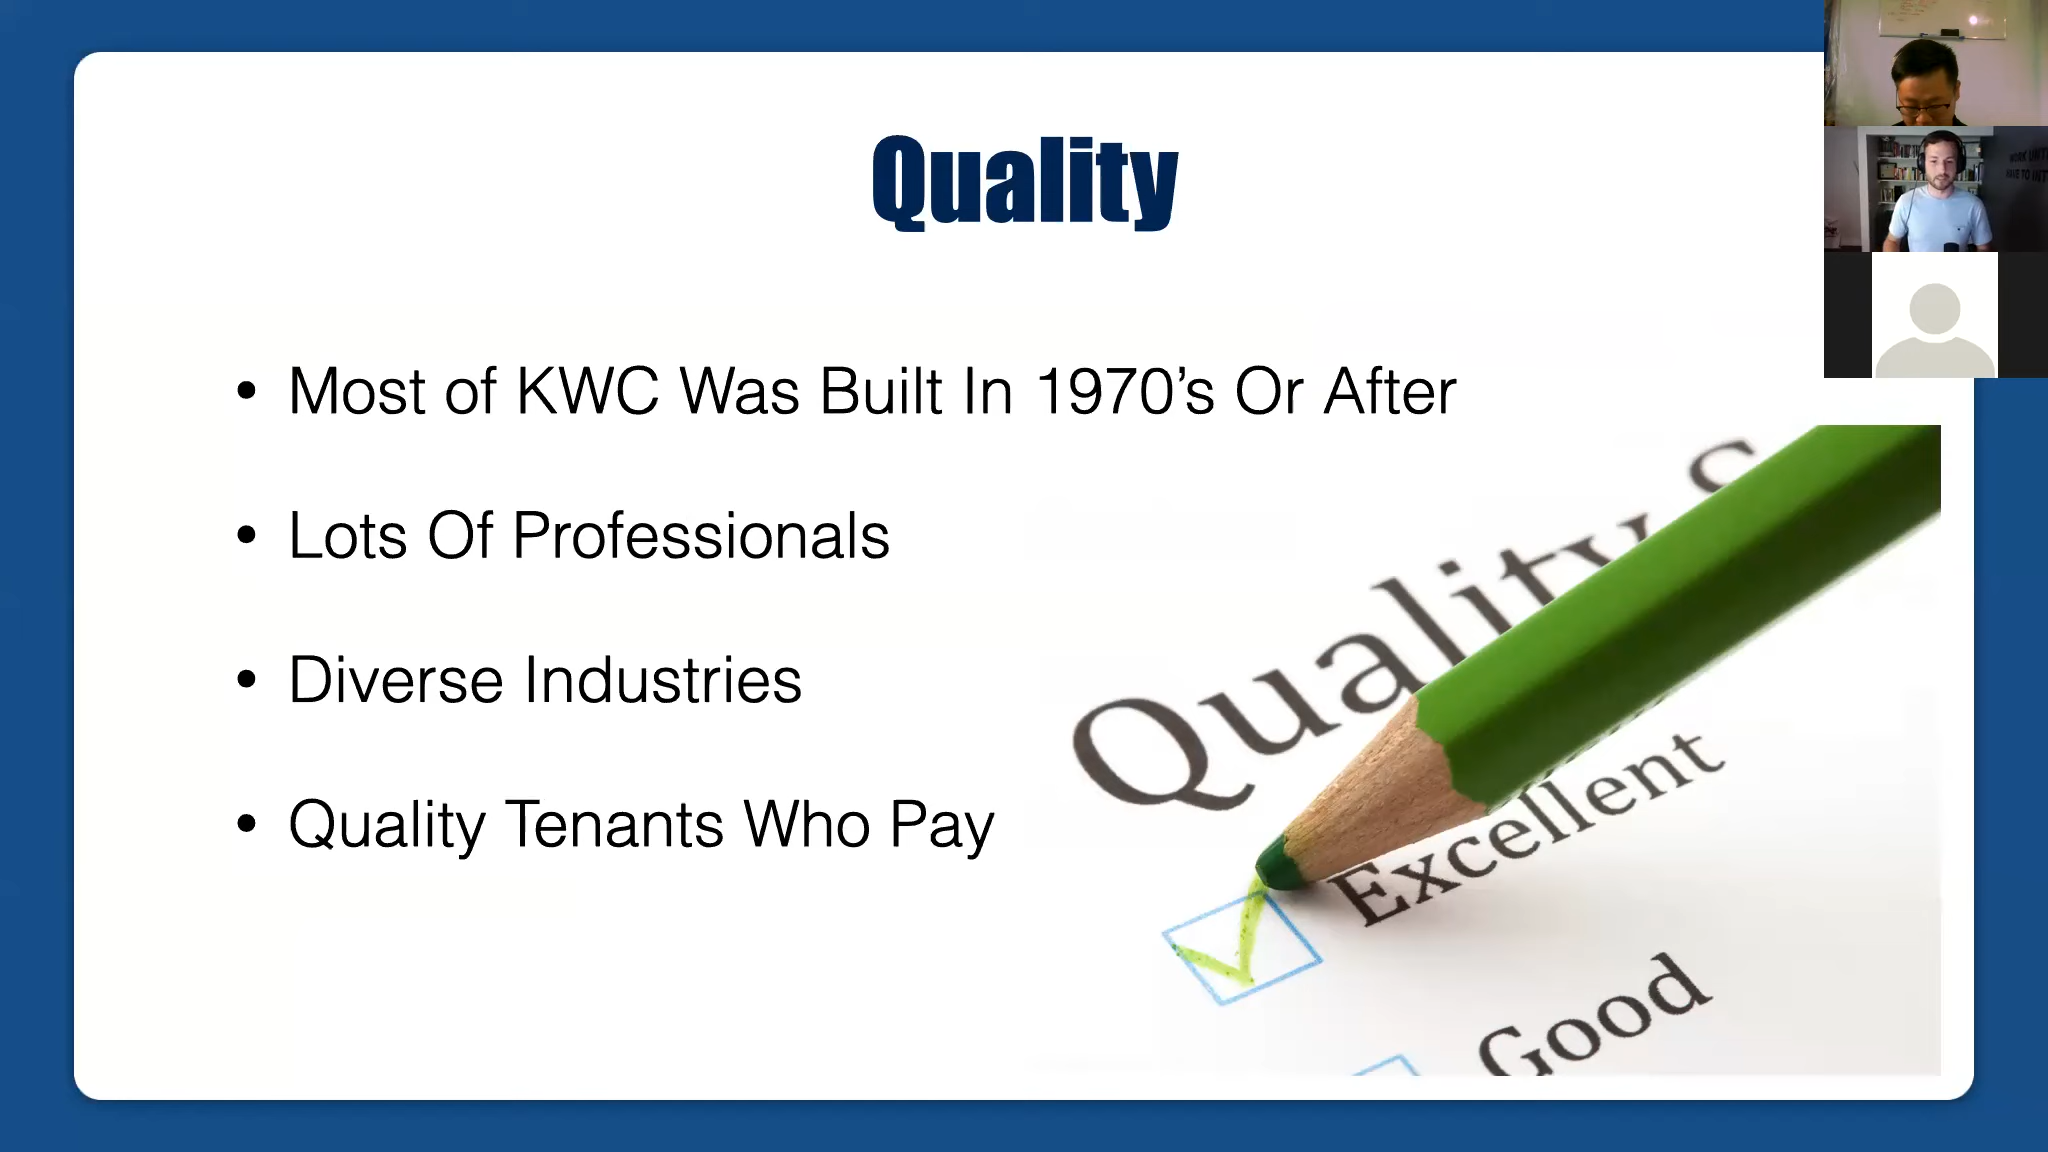 Quality
• Most of KWC Was Built In 1970’s Or After
• Lots Of Professionals
• Diverse Industries
• Quality Tenants Who Pay
Quality
Excellent
Good